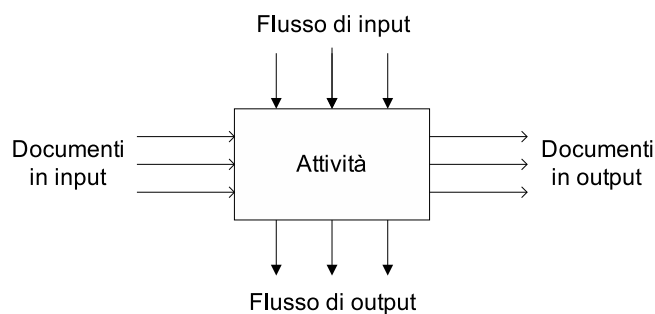 Flusso di input
Documenti
in input
Attività
Documenti
in output
Flusso di output